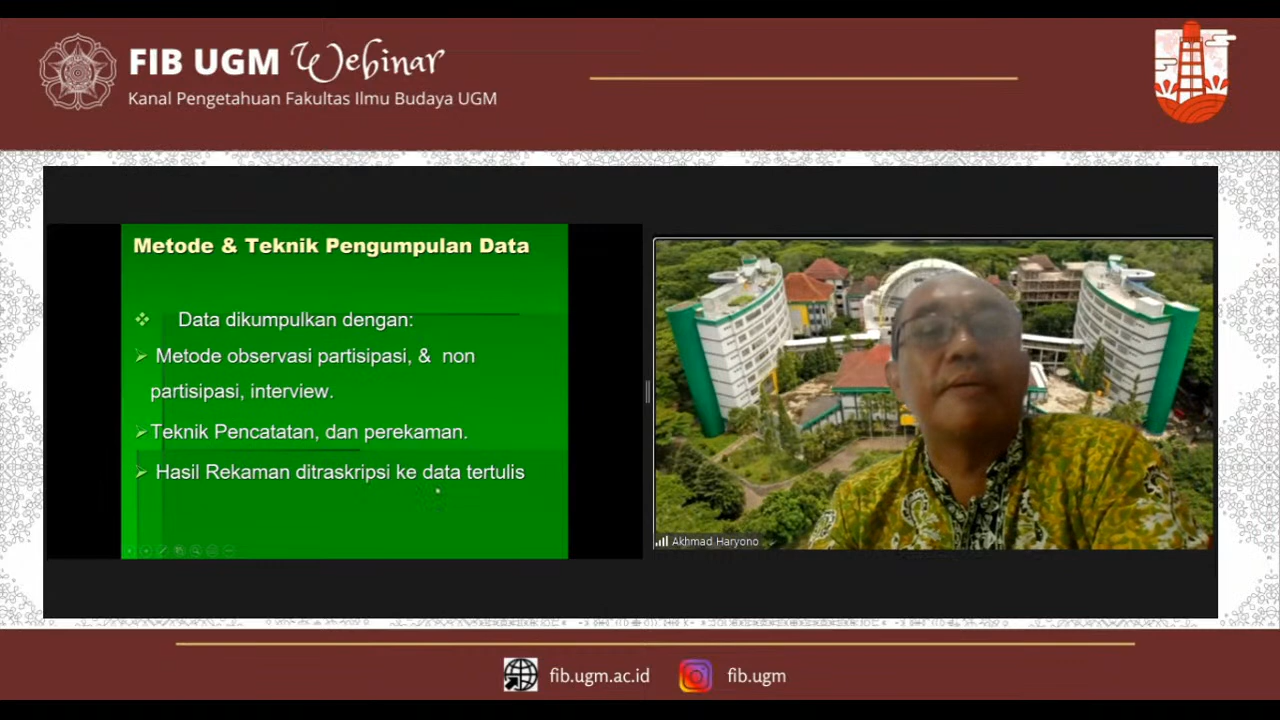 FIB UGM Webinar
Kanal Pengetahuan Fakultas Ilmu Budaya UGM
Metode & Teknik Pengumpulan Data
Data dikumpulkan dengan:
Metode observasi partisipasi, & non
partisipasi, interview.
Teknik Pencatatan, dan perekaman.
Hasil Rekaman ditraskripsi ke data tertulis
Akhmad Haryono
fib.ugm.ac.id
fib.ugm